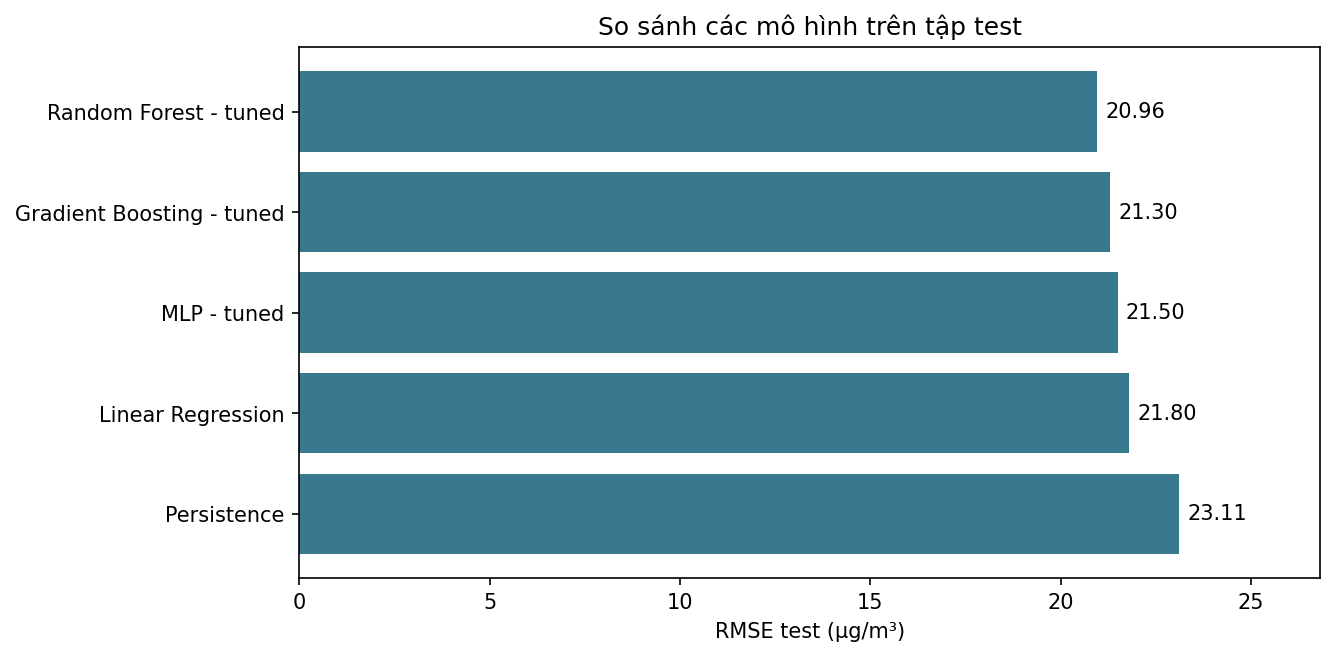 So sánh các mô hình trên tập test
Random Forest - tuned
20.96
Gradient Boosting - tuned
21.30
MLP - tuned
21.50
Linear Regression
21.80
Persistence
23.11
0 5 10 15 20 25
RMSE test (µg/m³)